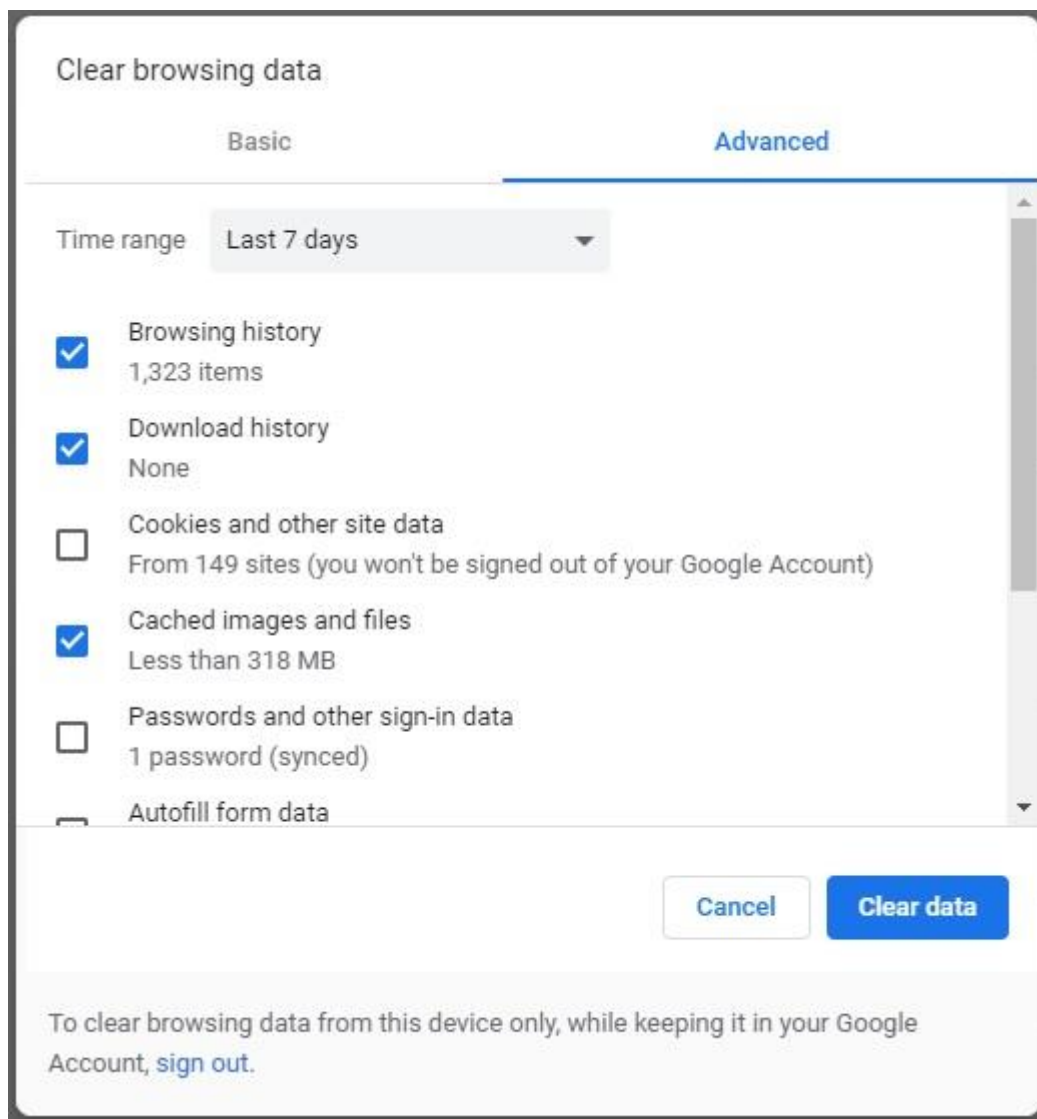 Clear browsing data
Basic
Advanced
Time range
Last 7 days
Browsing history
1,323 items
Download history
None
Cookies and other site data
From 149 sites (you won't be signed out of your Google Account)
Cached images and files
Less than 318 MB
Passwords and other sign-in data
1 password (synced)
Autofill form data
Cancel
Clear data
To clear browsing data from this device only, while keeping it in your Google
Account, sign out.